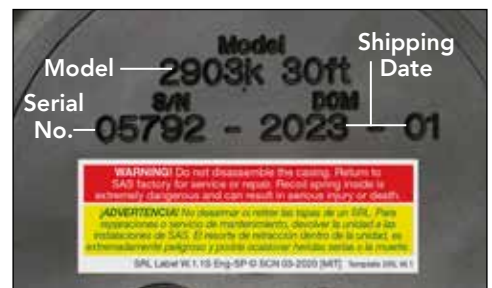 Model
Shipping
Model 2903k 30ft Date
S/N DOM
Serial
No. 05792 - 2023 - 01
WARNING! Do not disassemble the casing. Return to
SAS factory for service or repair. Recoil spring inside is
extremely dangerous and can result in serious injury or death.
¡ADVERTENCIA! No desarmar ni retirar las tapas de un SRL. Para
reparaciones o servicio de mantenimiento, devolver la unidad a las
instalaciones de SAS. El resorte de retracción dentro de la unidad, es
extremadamente peligroso y podría ocasionar heridas serias o la muerte.
SRL Label W.1.1S Eng-SP © SCN 03-2020 [MIT] Template SRL W.1